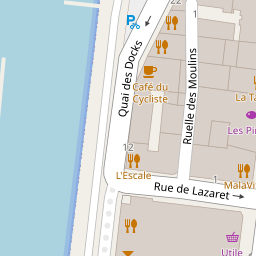 22
1
Quai des Docks
Café du
Cycliste
Ruelle des Moulins
La Ta
Les Pin
12
L'Escale
1
Rue de Lazaret
MalaVi
Utile